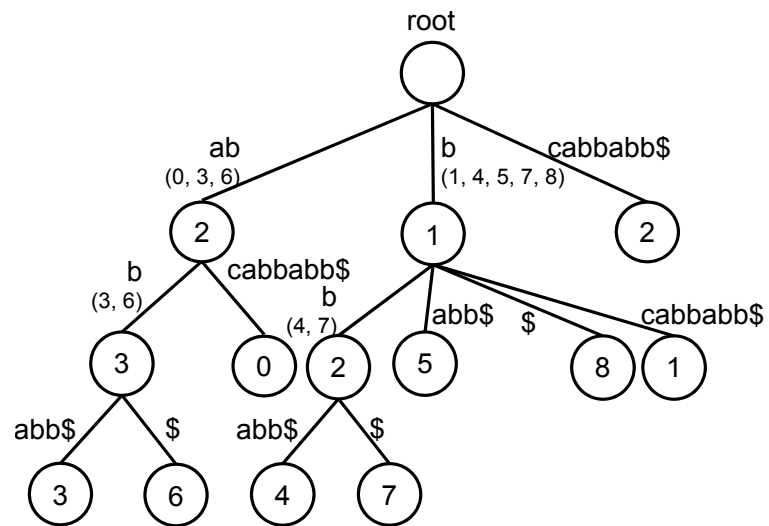 root
ab
(0, 3, 6)
b
(1, 4, 5, 7, 8)
cabbabb$
2
1
2
b
(3, 6)
cabbabb$
b
(4, 7)
abb$
$
cabbabb$
3
0
2
5
8
1
abb$
$
abb$
$
3
6
4
7